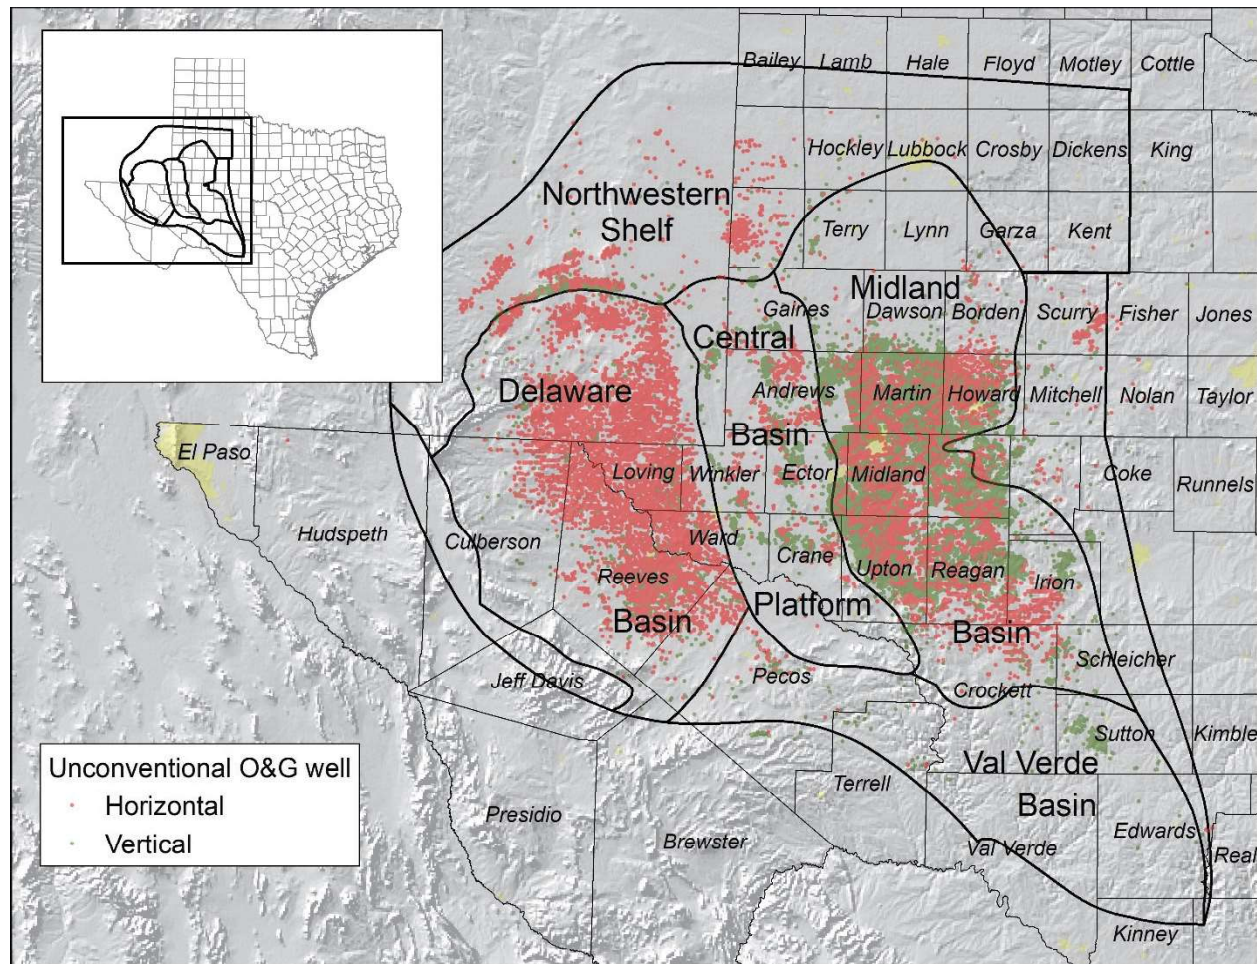 Bailey Lamb Hale Floyd Motley Cottle
Hockley Lubbock Crosby Dickens King
Northwestern
Shelf
Terry Lynn Garza Kent
Midland
Gaines Dawson Borden Scurry Fisher Jones
Central
Delaware
Andrews Martin Howard Mitchell Nolan Taylor
Basin
El Paso
Loving Winkler Ector Midland Coke Runnels
Hudspeth Culberson Ward Crane
Reeves Upton Reagan Irion
Basin Platform Basin
Jeff Davis Pecos Crockett Schleicher
Sutton Kimble
Unconventional O&G well
Horizontal
Vertical
Val Verde
Basin
Terrell
Presidio Brewster Val Verde Edwards Real
Kinney